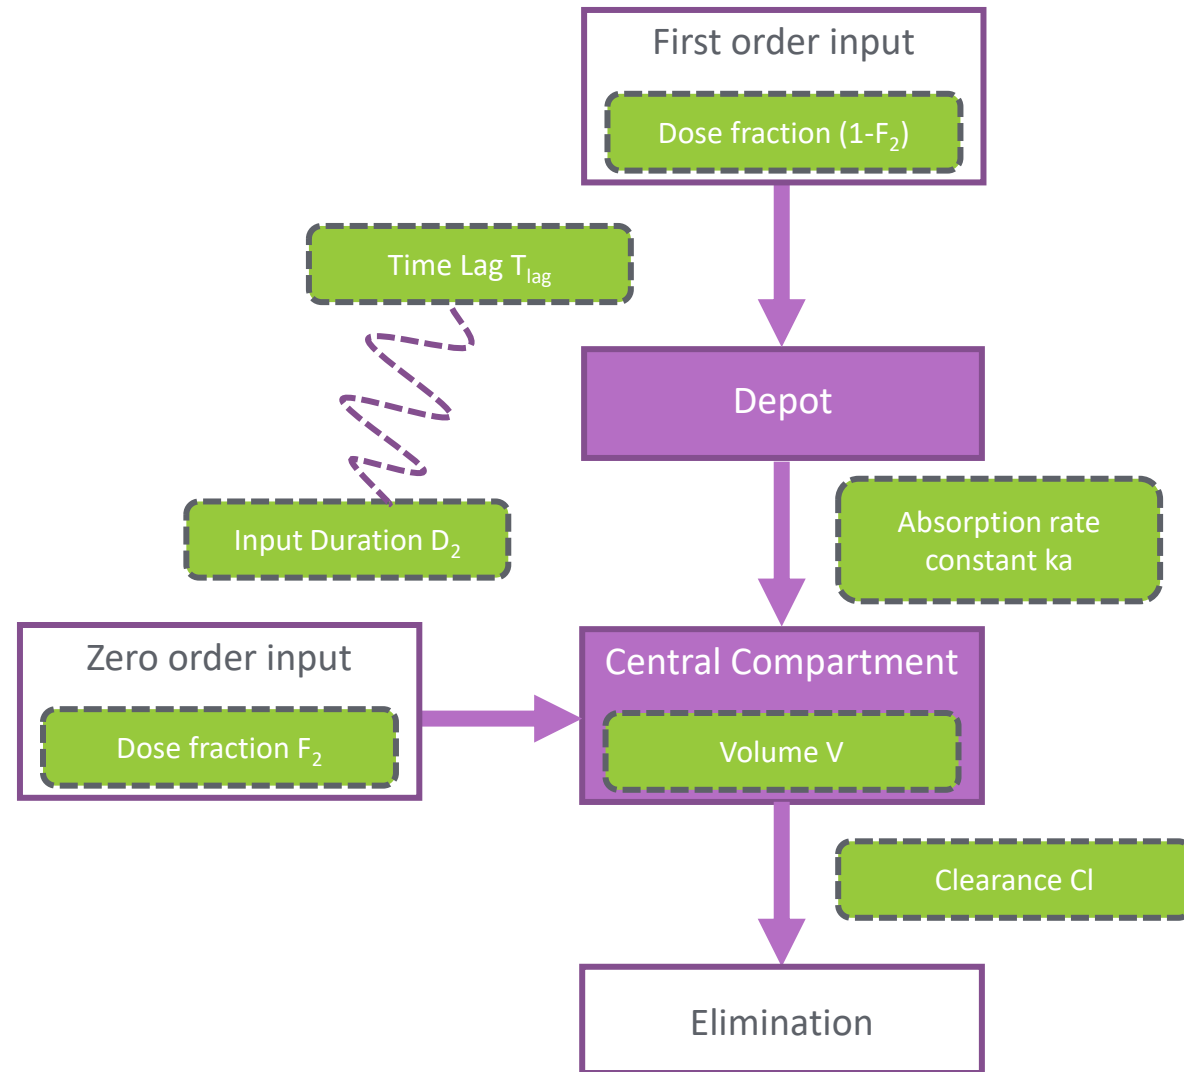 First order input
Dose fraction (1-F₂)
Time Lag Tlag
Depot
Input Duration D₂
Absorption rate
constant ka
Zero order input
Dose fraction F₂
Central Compartment
Volume V
Clearance Cl
Elimination